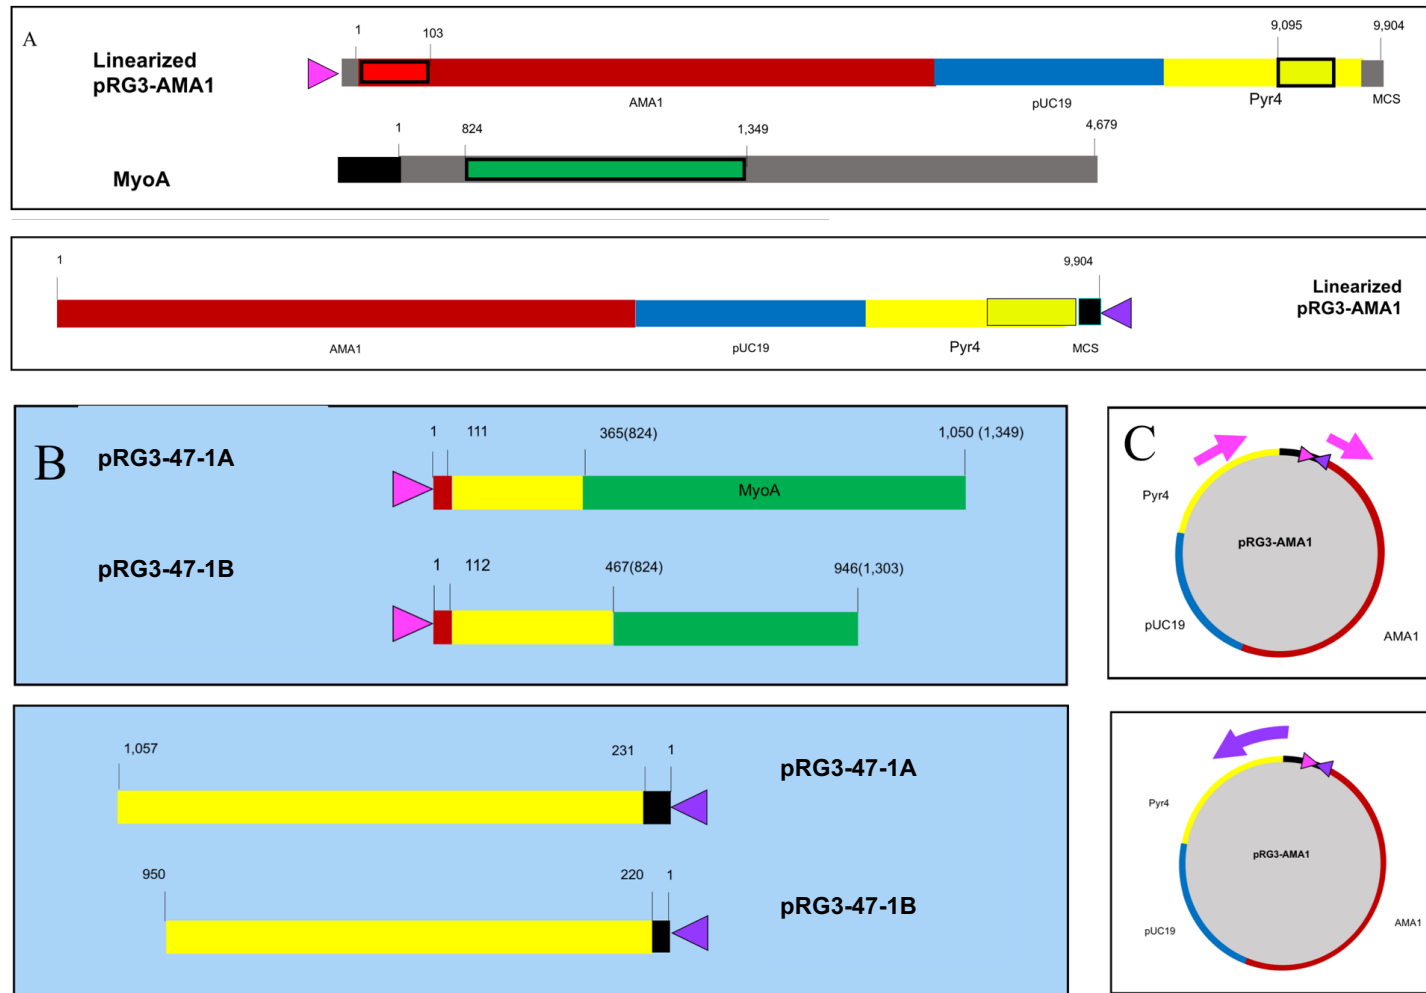 A
Linearized
pRG3-AMA1
1
103
9,095
9,904
AMA1
pUC19
Pyr4
MCS
MyoA
1
824
1,349
4,679
1
9,904
Linearized
pRG3-AMA1
AMA1
pUC19
Pyr4
MCS
B
pRG3-47-1A
1
111
365(824)
1,050 (1,349)
MyoA
pRG3-47-1B
1
112
467(824)
946(1,303)
C
Pyr4
pRG3-AMA1
pUC19
AMA1
1,057
231
1
pRG3-47-1A
950
220
1
pRG3-47-1B
Pyr4
pRG3-AMA1
pUC19
AMA1